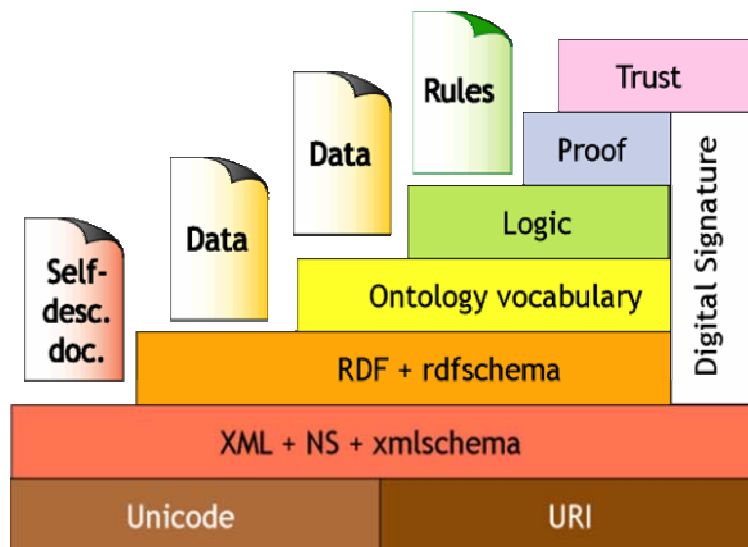 Rules
Trust
Data
Proof
Data
Logic
Digital Signature
Self-
desc.
doc.
Ontology vocabulary
RDF + rdfschema
XML + NS + xmlschema
Unicode
URI